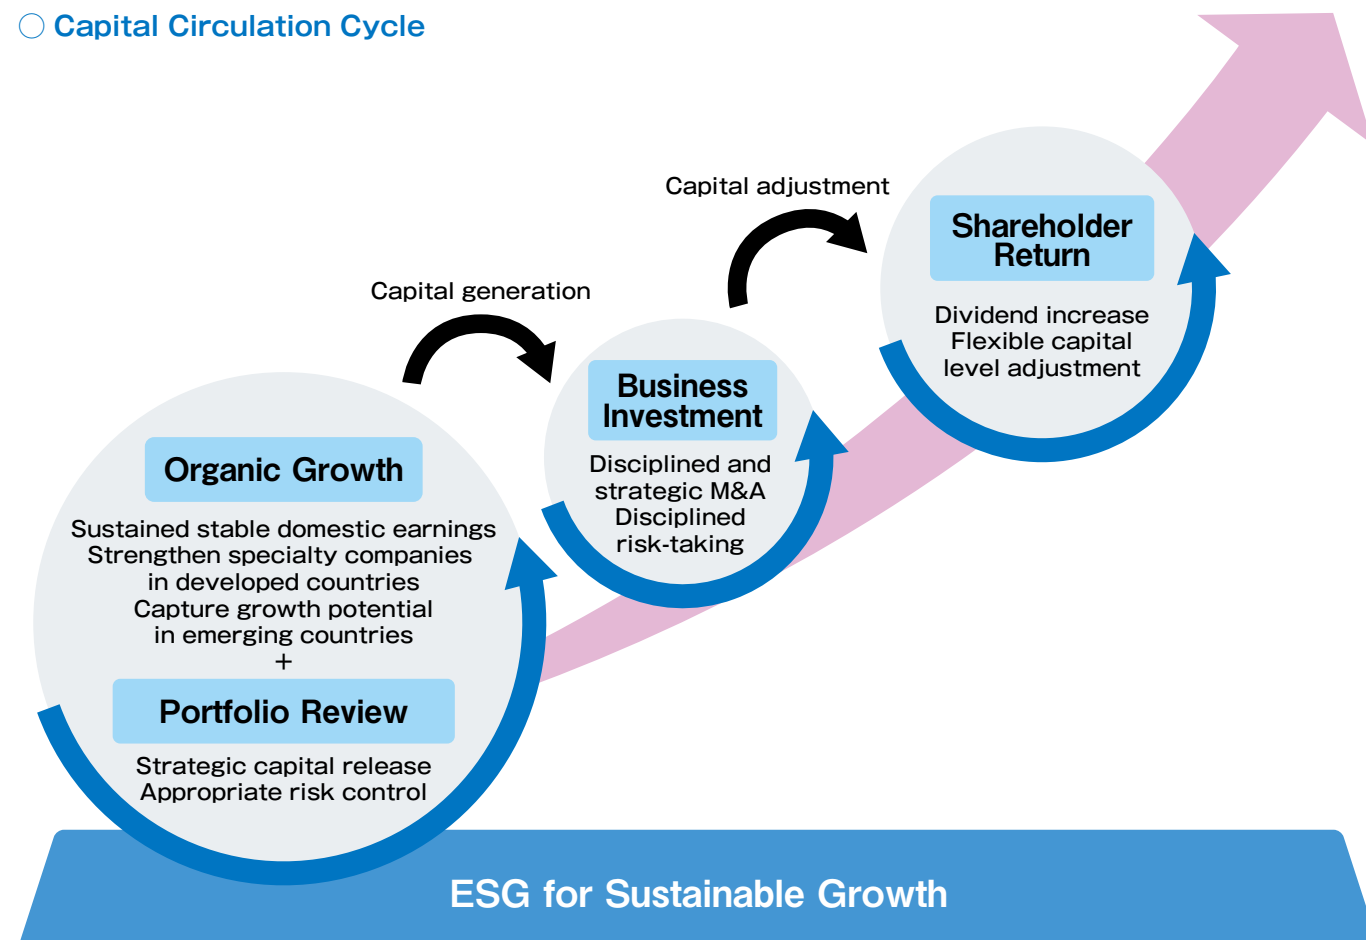 ○ Capital Circulation Cycle
Capital adjustment
Shareholder
Return
Dividend increase
Flexible capital
level adjustment
Capital generation
Business
Investment
Disciplined and
strategic M&A
Disciplined
risk-taking
Organic Growth
Sustained stable domestic earnings
Strengthen specialty companies
in developed countries
Capture growth potential
in emerging countries
+
Portfolio Review
Strategic capital release
Appropriate risk control
ESG for Sustainable Growth